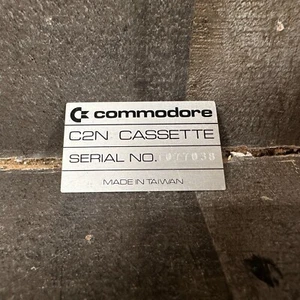 commodore
C2N CASSETTE
SERIAL NO.
MADE IN TAIWAN